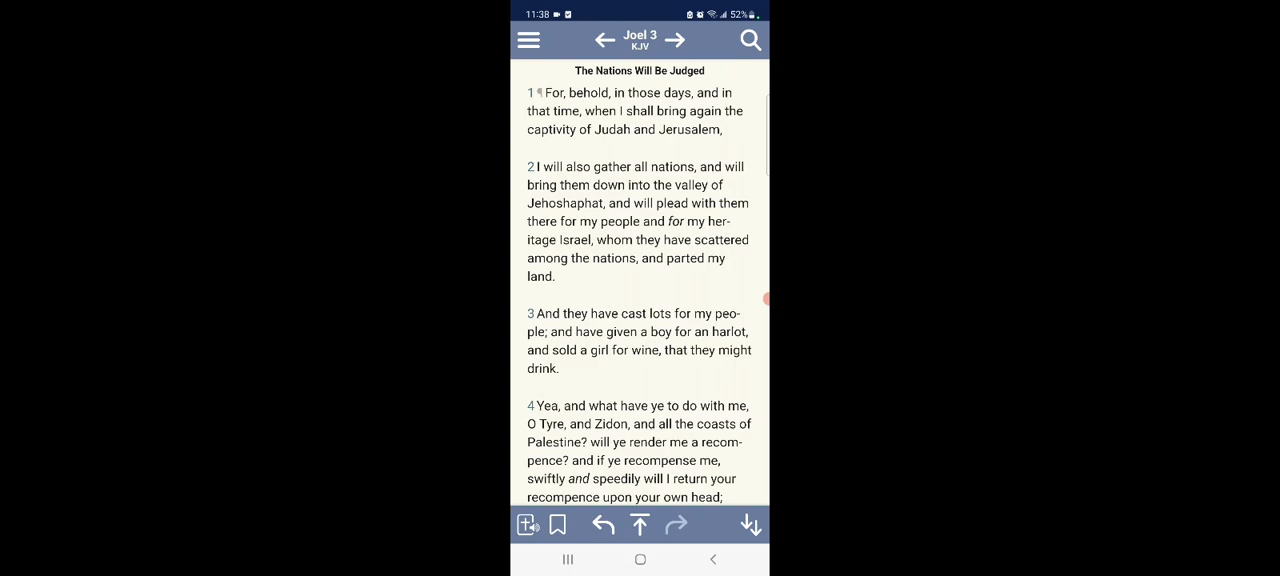 11:38 52%
Joel 3
KJV
The Nations Will Be Judged
1 ¶ For, behold, in those days, and in
that time, when I shall bring again the
captivity of Judah and Jerusalem,
2 I will also gather all nations, and will
bring them down into the valley of
Jehoshaphat, and will plead with them
there for my people and for my her-
itage Israel, whom they have scattered
among the nations, and parted my
land.
3 And they have cast lots for my peo-
ple; and have given a boy for an harlot,
and sold a girl for wine, that they might
drink.
4 Yea, and what have ye to do with me,
O Tyre, and Zidon, and all the coasts of
Palestine? will ye render me a recom-
pence? and if ye recompense me,
swiftly and speedily will I return your
recompence upon your own head;